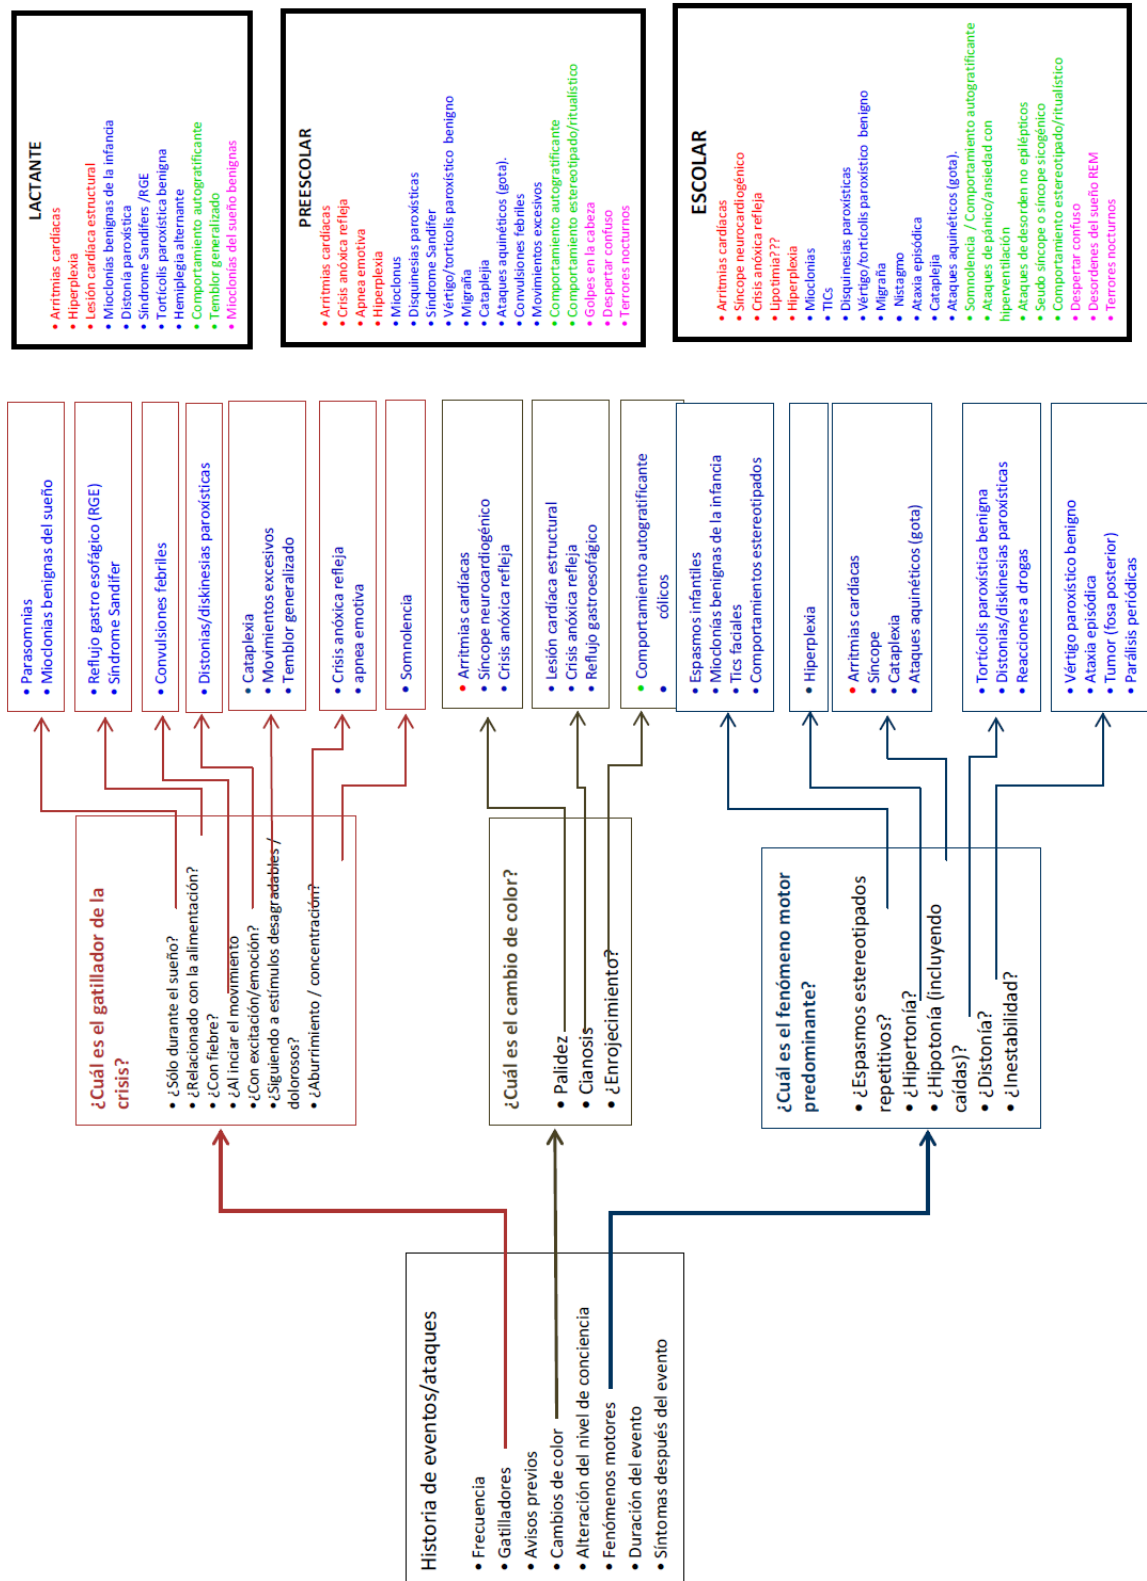 Historia de eventos/ataques
• Frecuencia
• Gatilladores
• Avisos previos
• Cambios de color
• Alteración del nivel de conciencia
• Fenómenos motores
• Duración del evento
• Síntomas después del evento
¿Cuál es el gatillador de la
crisis?
• ¿Sólo durante el sueño?
• ¿Relacionado con la alimentación?
• ¿Con fiebre?
• ¿Al inciar el movimiento
• ¿Con excitación/emoción?
• ¿Siguiendo a estímulos desagradables /
dolorosos?
• ¿Aburrimiento / concentración?
¿Cuál es el cambio de color?
• Palidez
• Cianosis
• ¿Enrojecimiento?
¿Cuál es el fenómeno motor
predominante?
• ¿Espasmos estereotipados
repetitivos?
• ¿Hipertonía?
• ¿Hipotonía (incluyendo
caídas)?
• ¿Distonía?
• ¿Inestabilidad?
• Parasomnias
• Mioclonias benignas del sueño
• Reflujo gastro esofágico (RGE)
• Síndrome Sandifer
• Convulsiones febriles
• Distonias/diskinesias paroxísticas
• Cataplexia
• Movimientos excesivos
• Temblor generalizado
• Crisis anóxica refleja
• apnea emotiva
• Somnolencia
• Arritmias cardíacas
• Síncope neurocardiogénico
• Crisis anóxica refleja
• Lesión cardiaca estructural
• Crisis anóxica refleja
• Reflujo gastroesofágico
• Comportamiento autogratificante
• cólicos
• Espasmos infantiles
• Mioclonías benignas de la infancia
• Tics faciales
• Comportamientos estereotipados
• Hiperplexia
• Arritmias cardíacas
• Síncope
• Cataplexia
• Ataques aquinéticos (gota)
• Tortícolis paroxística benigna
• Distonias/diskinesias paroxísticas
• Reacciones a drogas
• Vértigo paroxístico benigno
• Ataxia episódica
• Tumor (fosa posterior)
• Parálisis periódicas
LACTANTE
• Arritmias cardíacas
• Hiperplexia
• Lesión cardiaca estructural
• Mioclonias benignas de la infancia
• Distonía paroxística
• Síndrome Sandifers /RGE
• Tortícolis paroxística benigna
• Hemiplegia alternante
• Comportamiento autogratificante
• Temblor generalizado
• Mioclonías del sueño benignas
PREESCOLAR
• Arritmias cardíacas
• Crisis anóxica refleja
• Apnea emotiva
• Hiperplexia
• Mioclonus
• Disquinesias paroxísticas
• Síndrome Sandifer
• Vértigo/torticolis paroxístico benigno
• Migraña
• Cataplejia
• Ataques aquinéticos (gota).
• Convulsiones febriles
• Movimientos excesivos
• Comportamiento autogratificante
• Comportamiento estereotipado/ritualístico
• Golpes en la cabeza
• Despertar confuso
• Terrores nocturnos
ESCOLAR
• Arritmias cardíacas
• Síncope neurocardiogénico
• Crisis anóxica refleja
• Lipotimia???
• Hiperplexia
• Mioclonias
• TICs
• Disquinesias paroxísticas
• Vértigo/torticolis paroxístico benigno
• Migraña
• Nistagmo
• Ataxia episódica
• Cataplejia
• Ataques aquinéticos (gota).
• Somnolencia / Comportamiento autogratificante
• Ataques de pánico/ansiedad con
hiperventilación
• Ataques de desorden no epilépticos
• Seudo síncope o síncope sicogénico
• Comportamiento estereotipado/ritualístico
• Despertar confuso
• Desordenes del sueño REM
• Terrores nocturnos